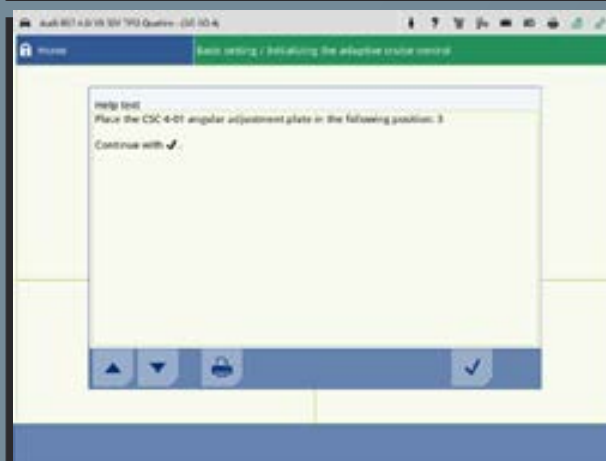 Home
Basic setting / Initializing the adaptive cruise control
Help text
Place the CSC 4-01 angular adjustment plate in the following position: 3
Continue with ✔.